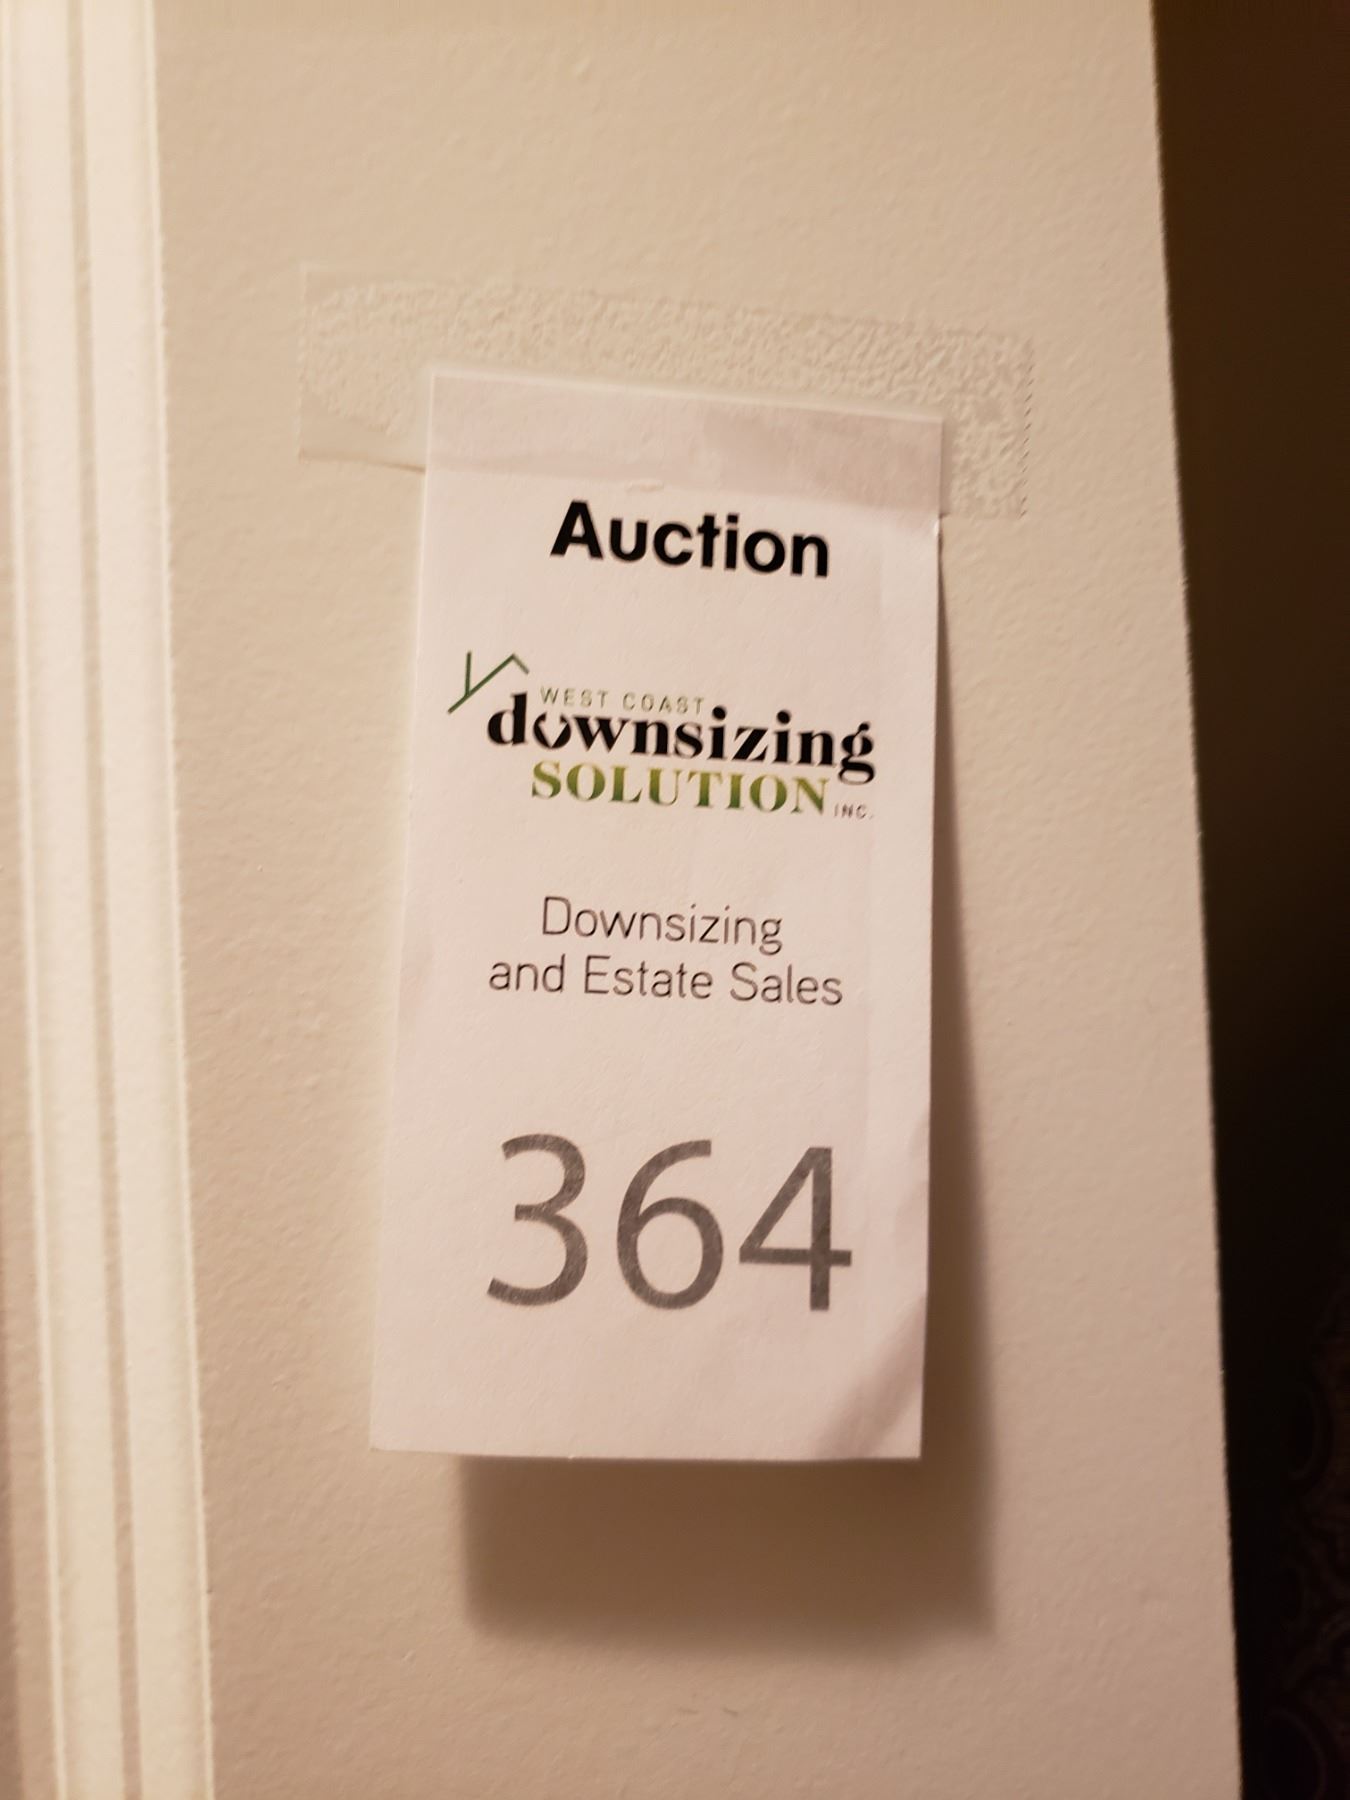 Auction
WEST COAST
downsizing
SOLUTION INC.
Downsizing
and Estate Sales
364